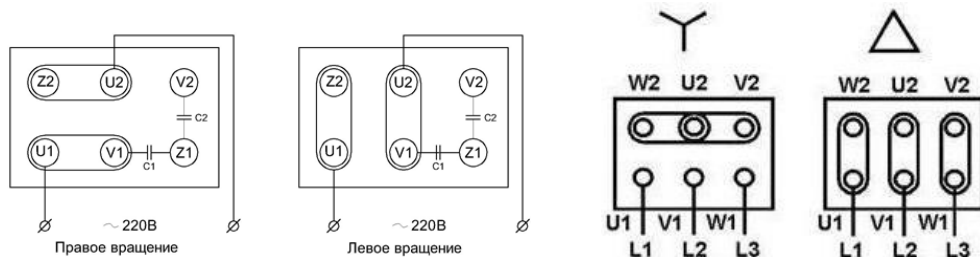 Z2 U2 V2
C2
U1 V1 Z1
C1
~ 220В
Правое вращение
Z2 U2 V2
C2
U1 V1 Z1
C1
~ 220В
Левое вращение
W2 U2 V2
U1 V1 W1
L1 L2 L3
W2 U2 V2
U1 V1 W1
L1 L2 L3